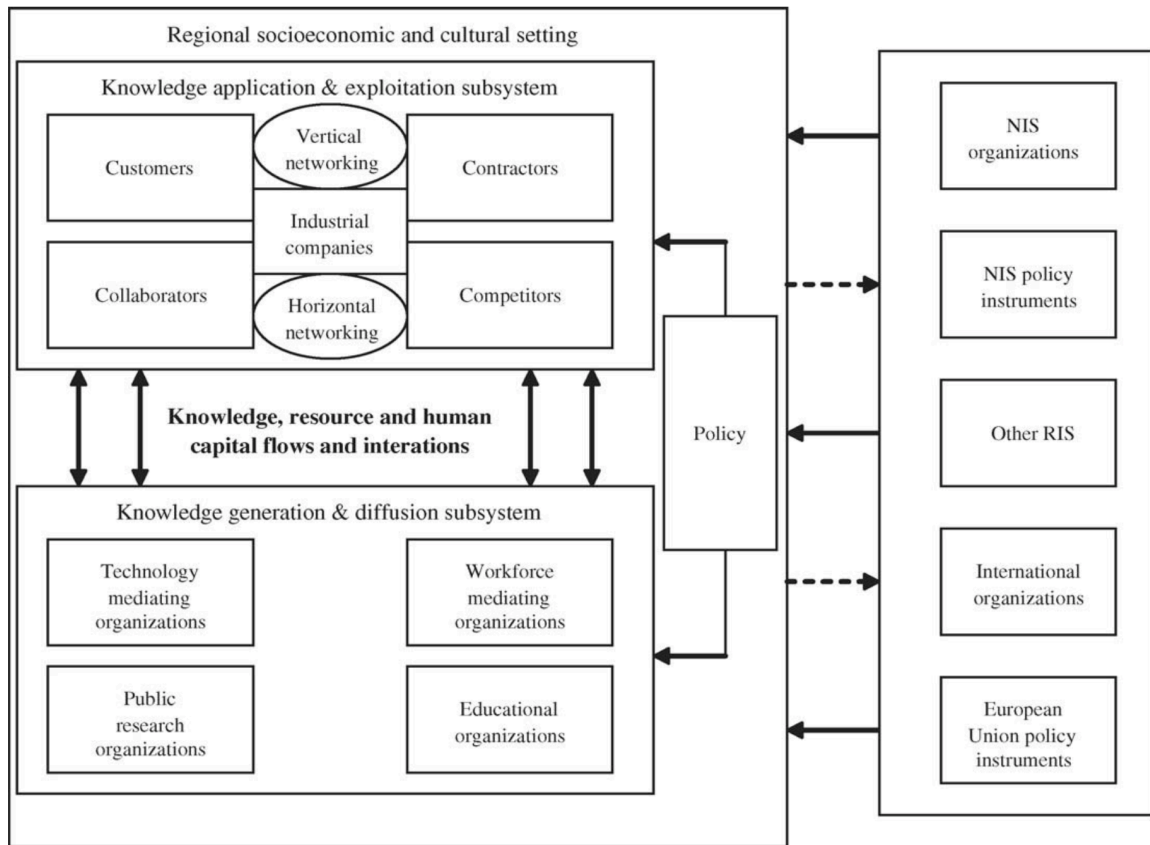 Regional socioeconomic and cultural setting
Knowledge application & exploitation subsystem
Customers
Vertical
networking
Contractors
Industrial
companies
Collaborators
Horizontal
networking
Competitors
Knowledge, resource and human
capital flows and interations
Policy
Knowledge generation & diffusion subsystem
Technology
mediating
organizations
Workforce
mediating
organizations
Public
research
organizations
Educational
organizations
NIS
organizations
NIS policy
instruments
Other RIS
International
organizations
European
Union policy
instruments